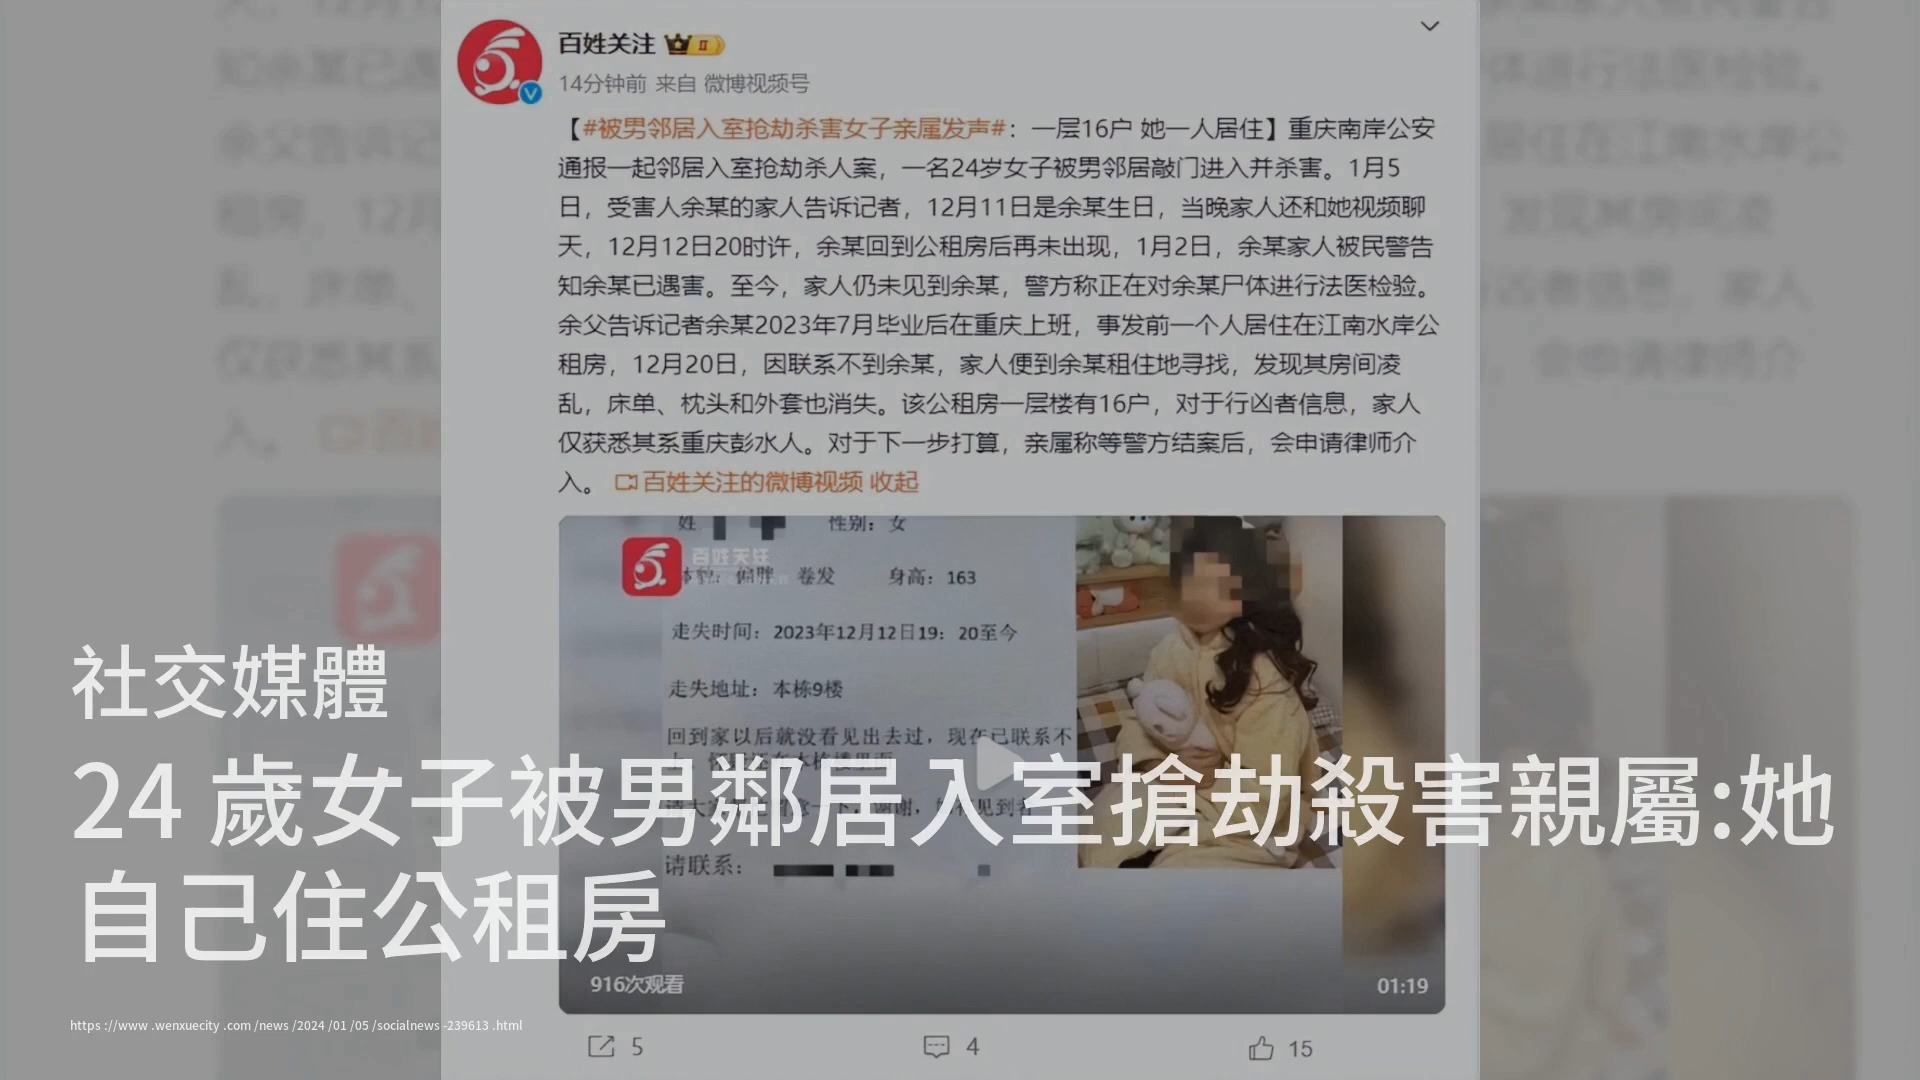 百姓关注
14分钟前 来自 微博视频号
【#被男邻居入室抢劫杀害女子亲属发声#：一层16户 她一人居住】重庆南岸公安
通报一起邻居入室抢劫杀人案，一名24岁女子被男邻居敲门进入并杀害。1月5
日，受害人余某的家人告诉记者，12月11日是余某生日，当晚家人还和她视频聊
天，12月12日20时许，余某回到公租房后再未出现，1月2日，余某家人被民警告
知余某已遇害。至今，家人仍未见到余某，警方称正在对余某尸体进行法医检验。
余父告诉记者余某2023年7月毕业后在重庆上班，事发前一个人居住在江南水岸公
租房，12月20日，因联系不到余某，家人便到余某租住地寻找，发现其房间凌
乱，床单、枕头和外套也消失。该公租房一层楼有16户，对于行凶者信息，家人
仅获悉其系重庆彭水人。对于下一步打算，亲属称等警方结案后，会申请律师介
入。 百姓关注的微博视频 收起
姓 性别：女
百姓关注
体貌：偏胖 卷发 身高：163
走失时间：2023年12月12日19：20至今
走失地址：本栋9楼
回到家以后就没看见出去过，现在已联系不
请联系：
社交媒體
24 歲女子被男鄰居入室搶劫殺害親屬:她
自己住公租房
916次观看 01:19
https ://www .wenxuecity .com /news /2024 /01 /05 /socialnews -239613 .html
5 4 15